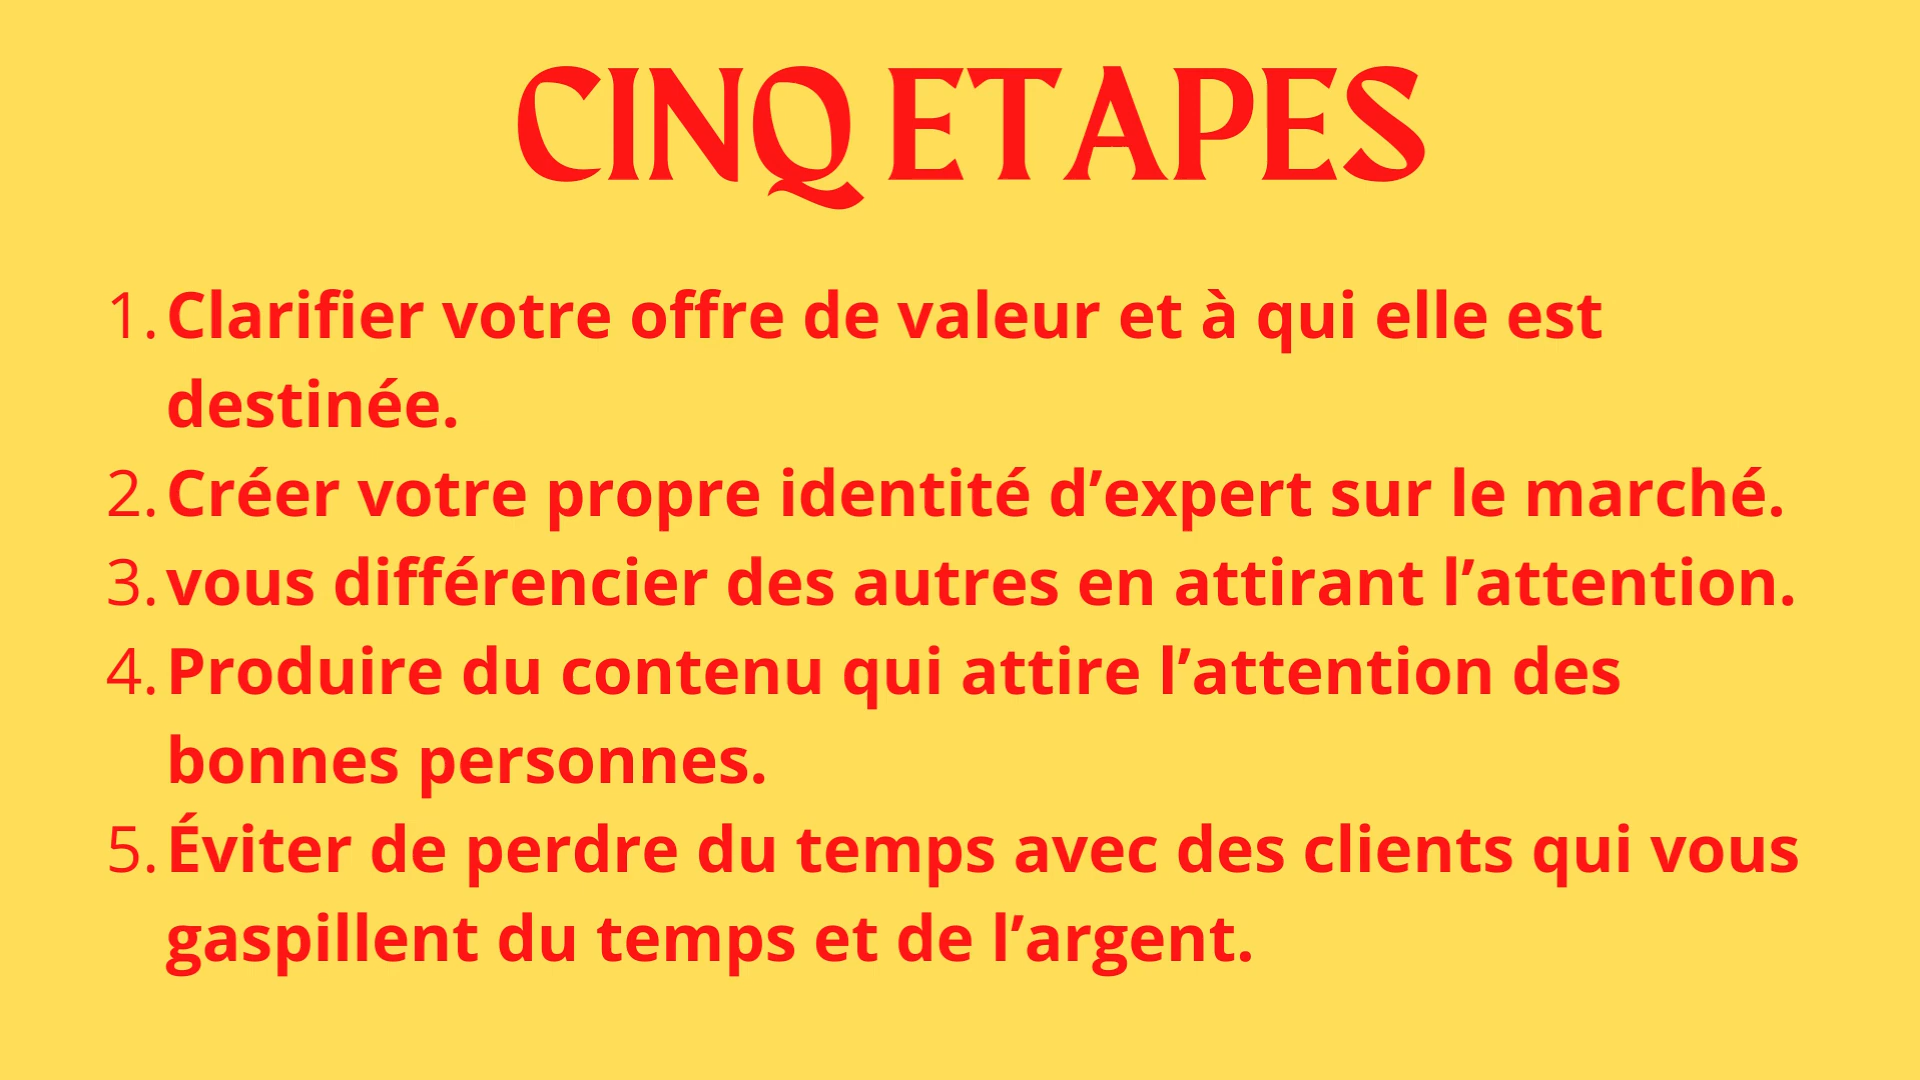 CINQ ETAPES
1. Clarifier votre offre de valeur et à qui elle est
destinée.
2. Créer votre propre identité d’expert sur le marché.
3. vous différencier des autres en attirant l’attention.
4. Produire du contenu qui attire l’attention des
bonnes personnes.
5. Éviter de perdre du temps avec des clients qui vous
gaspillent du temps et de l’argent.